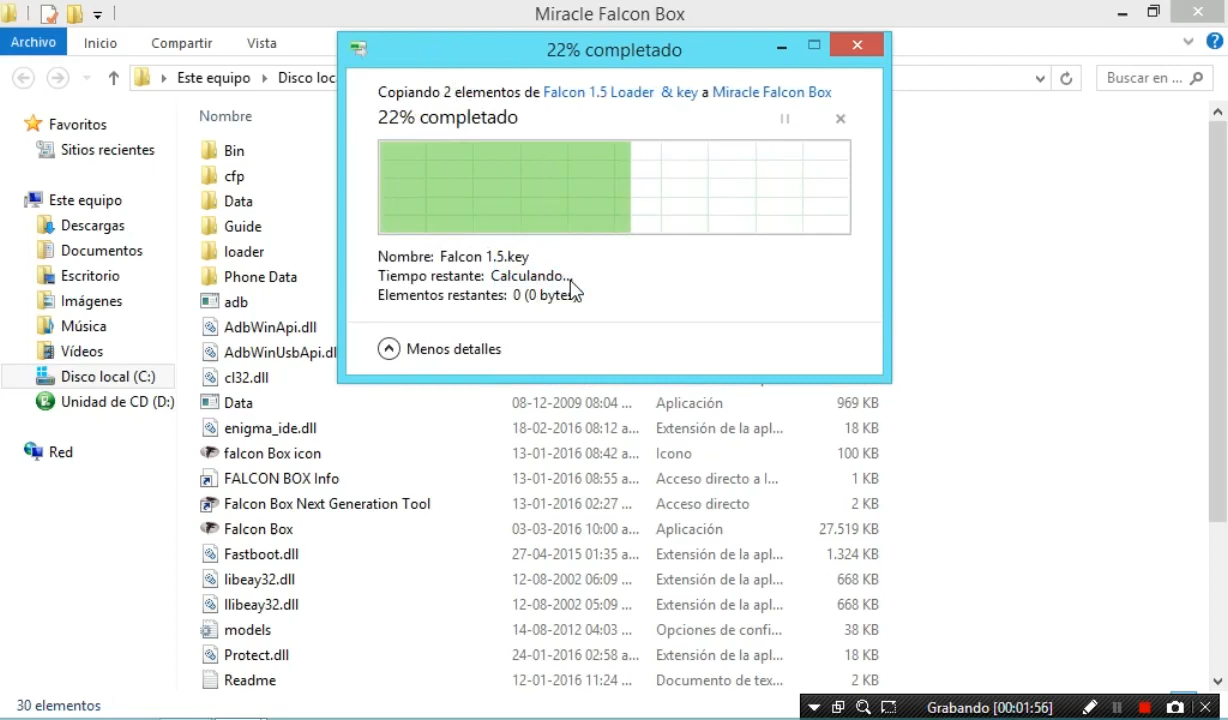 Miracle Falcon Box
Archivo Inicio Compartir Vista
Este equipo Disco loc
Buscar en ...
22% completado
Copiando 2 elementos de Falcon 1.5 Loader & key a Miracle Falcon Box
22% completado
Nombre: Falcon 1.5.key
Tiempo restante: Calculando...
Elementos restantes: 0 (0 bytes
Menos detalles
Favoritos
Sitios recientes
Este equipo
Descargas
Documentos
Escritorio
Imágenes
Música
Vídeos
Disco local (C:)
Unidad de CD (D:)
Red
Nombre
Bin
cfp
Data
Guide
loader
Phone Data
adb
AdbWinApi.dll
AdbWinUsbApi.dl
cl32.dll
Data 08-12-2009 08:04 ... Aplicación 969 KB
enigma_ide.dll 18-02-2016 08:12 a... Extensión de la apl... 18 KB
falcon Box icon 13-01-2016 08:42 a... Icono 100 KB
FALCON BOX Info 13-01-2016 08:55 a... Acceso directo a l... 1 KB
Falcon Box Next Generation Tool 13-01-2016 02:27 ... Acceso directo 2 KB
Falcon Box 03-03-2016 10:00 a... Aplicación 27.519 KB
Fastboot.dll 27-04-2015 01:35 a... Extensión de la apl... 1.324 KB
libeay32.dll 12-08-2002 06:09 ... Extensión de la apl... 668 KB
llibeay32.dll 12-08-2002 05:09 ... Extensión de la apl... 668 KB
models 14-08-2012 04:03 ... Opciones de confi... 38 KB
Protect.dll 24-01-2016 02:58 a... Extensión de la apl... 18 KB
Readme 12-01-2016 11:24 ... Documento de tex... 2 KB
30 elementos
Grabando [00:01:56]